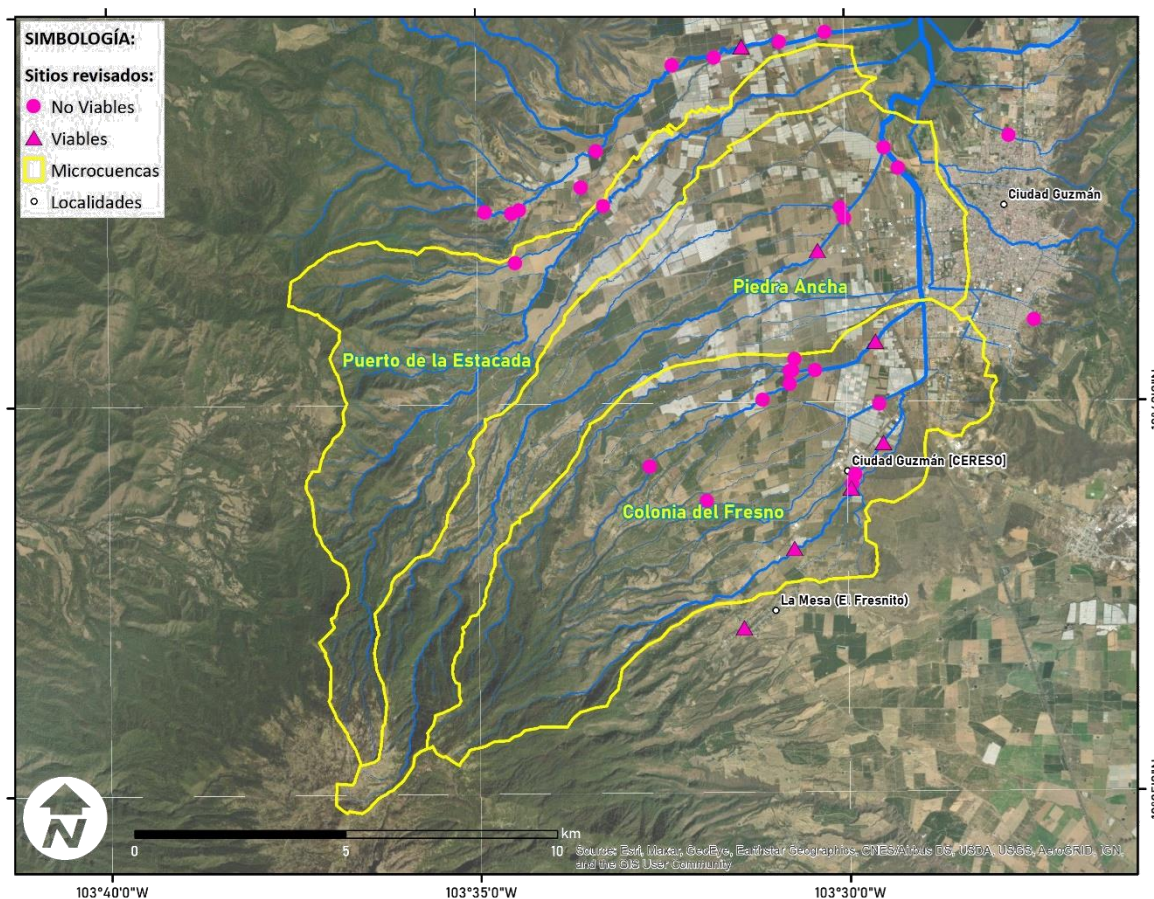 SIMBOLOGÍA:
Sitios revisados:
No Viables
Viables
Microcuencas
Localidades
Ciudad Guzmán
Piedra Ancha
Puerto de la Estacada
Ciudad Guzmán [CERESO]
Colonia del Fresno
La Mesa (El Fresnito)
N
km
0 5 10
Source: Esri, Maxar, GeoEye, Earthstar Geographics, CNES/Airbus DS, USDA, USGS, AeroGRID, IGN,
and the GIS User Community
103°40'0"W 103°35'0"W 103°30'0"W